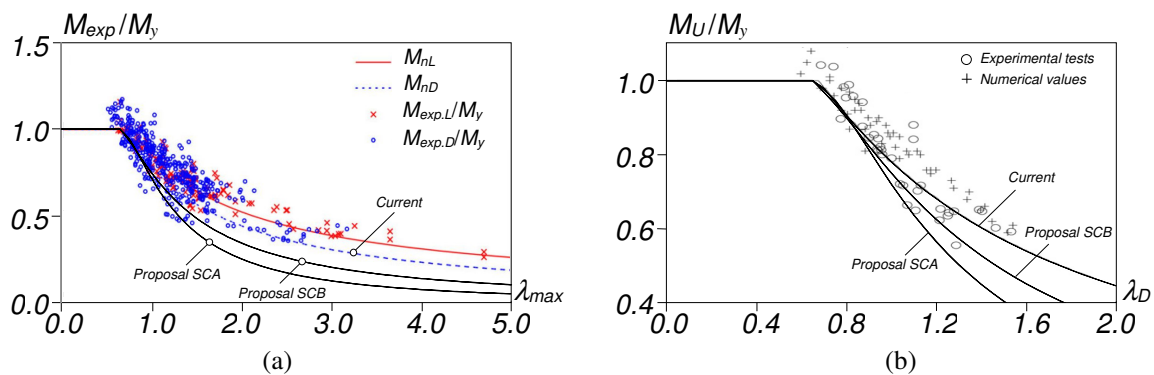 M_exp/M_y
1.5
1.0
0.5
0.0
M_nL
M_nD
M_exp.L/M_y
M_exp.D/M_y
Current
Proposal SCA
Proposal SCB
λ_max
0.0 1.0 2.0 3.0 4.0 5.0
(a)
M_U/M_y
1.0
0.8
0.6
0.4
Experimental tests
Numerical values
Current
Proposal SCB
Proposal SCA
λ_D
0.0 0.4 0.8 1.2 1.6 2.0
(b)